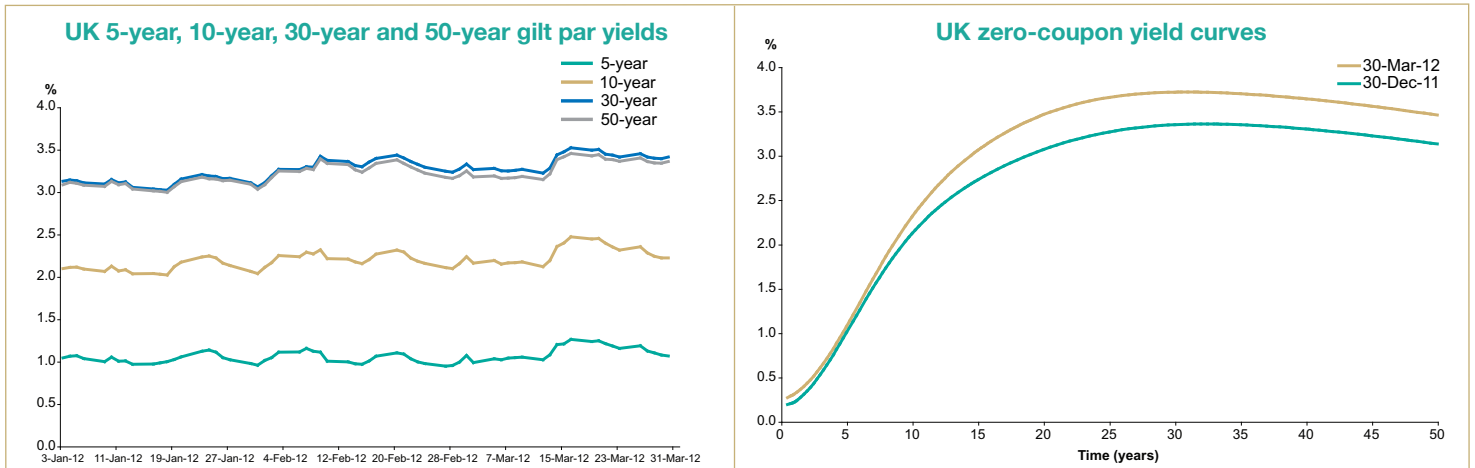 UK 5-year, 10-year, 30-year and 50-year gilt par yields
5-year
10-year
30-year
50-year
%
4.0
3.5
3.0
2.5
2.0
1.5
1.0
0.5
0.0
3-Jan-12 11-Jan-12 19-Jan-12 27-Jan-12 4-Feb-12 12-Feb-12 20-Feb-12 28-Feb-12 7-Mar-12 15-Mar-12 23-Mar-12 31-Mar-12
UK zero-coupon yield curves
%
30-Mar-12
30-Dec-11
4.0
3.5
3.0
2.5
2.0
1.5
1.0
0.5
0.0
0 5 10 15 20 25 30 35 40 45 50
Time (years)